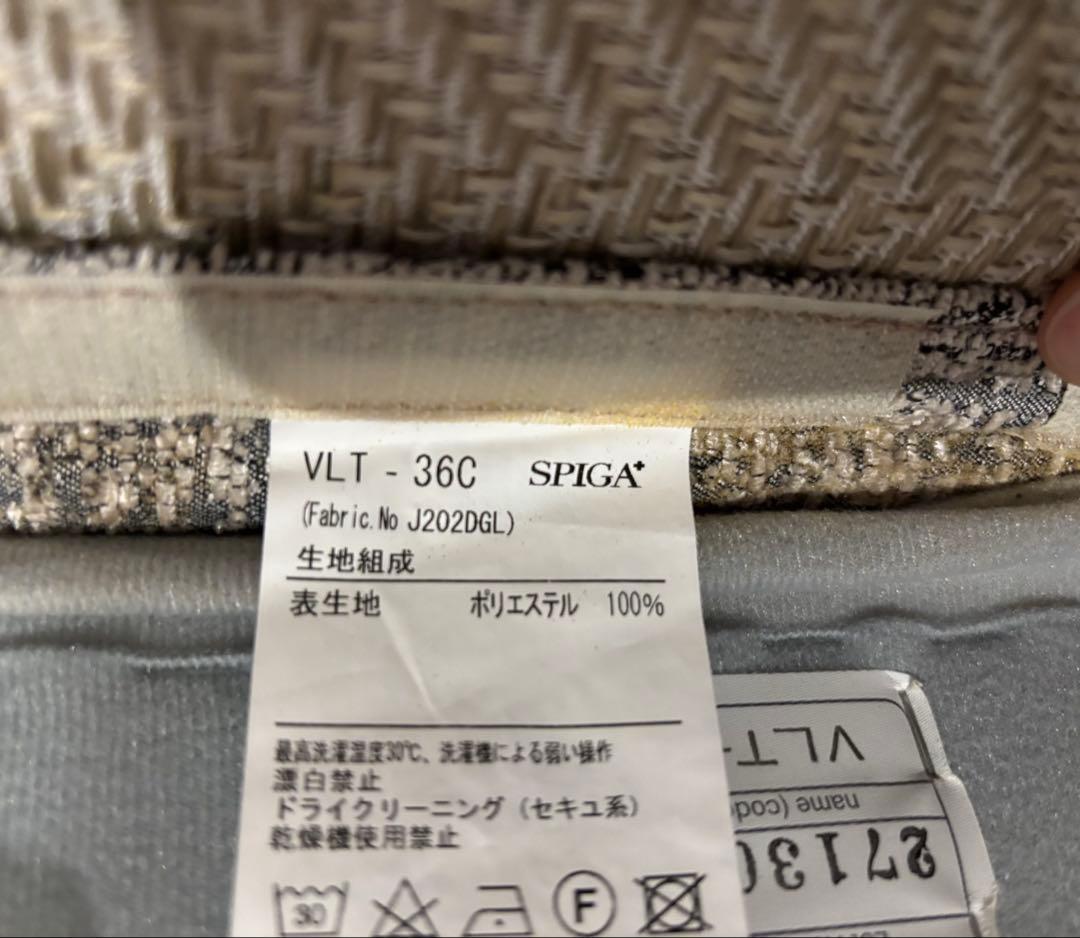 VLT - 36C SPIGA+
(Fabric.No J202DGL)
生地組成
表生地 ポリエステル 100%
最高洗濯温度30℃、洗濯機による弱い操作
漂白禁止
ドライクリーニング（セキユ系）
乾燥機使用禁止
30
F
VLT-
name (cod
27130